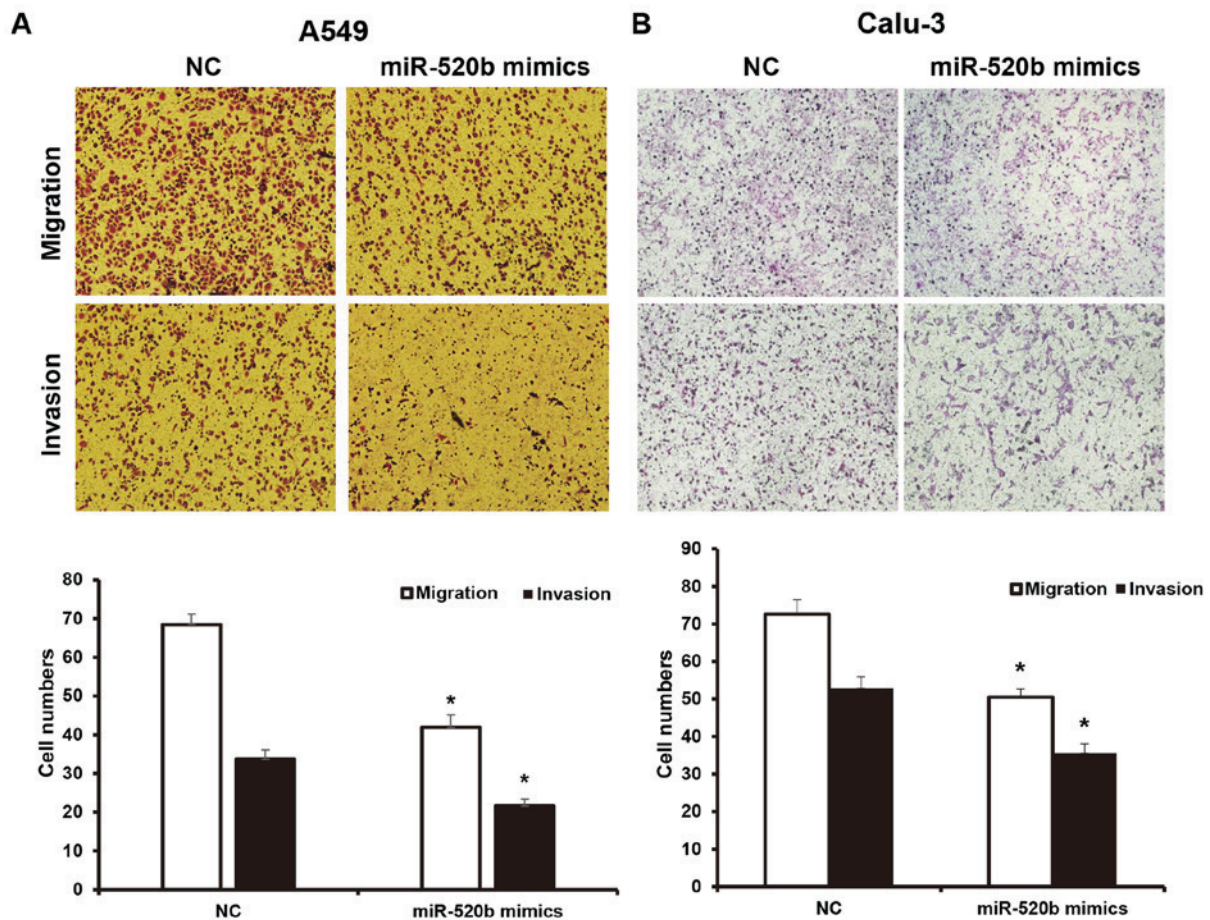 A
A549
NC
miR-520b mimics
Migration
Invasion
B
Calu-3
NC
miR-520b mimics
80
70
60
50
40
30
20
10
0
Cell numbers
Migration
Invasion
*
*
NC
miR-520b mimics
90
80
70
60
50
40
30
20
10
0
Cell numbers
Migration
Invasion
*
*
NC
miR-520b mimics